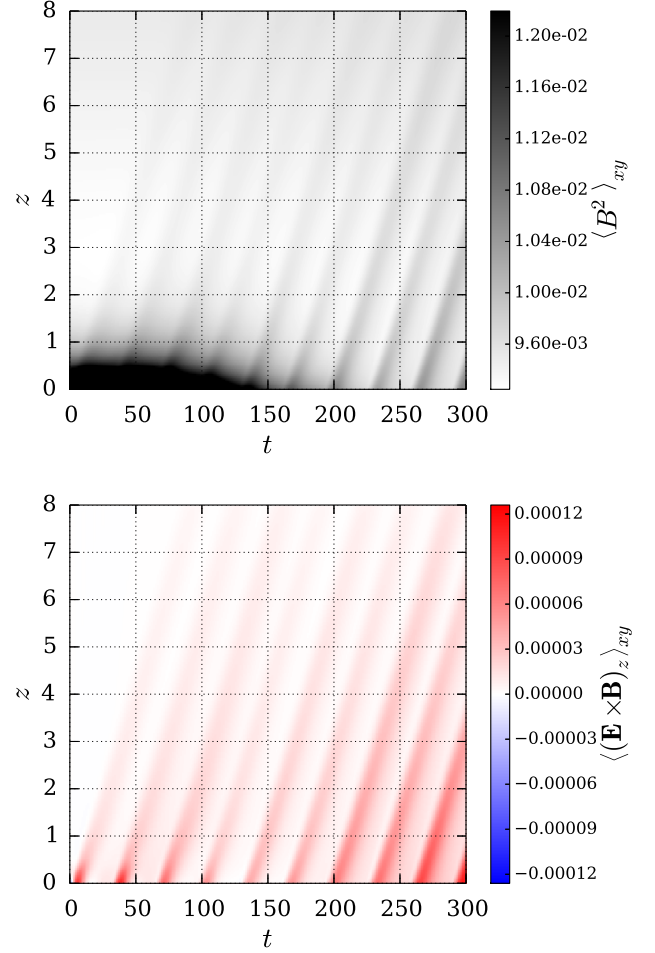 8
7
6
5
4
3
2
1
0
z
0 50 100 150 200 250 300
t
1.20e-02
1.16e-02
1.12e-02
1.08e-02
1.04e-02
1.00e-02
9.60e-03
⟨B²⟩xy
8
7
6
5
4
3
2
1
0
z
0 50 100 150 200 250 300
t
0.00012
0.00009
0.00006
0.00003
0.00000
−0.00003
−0.00006
−0.00009
−0.00012
⟨(E×B)z⟩xy